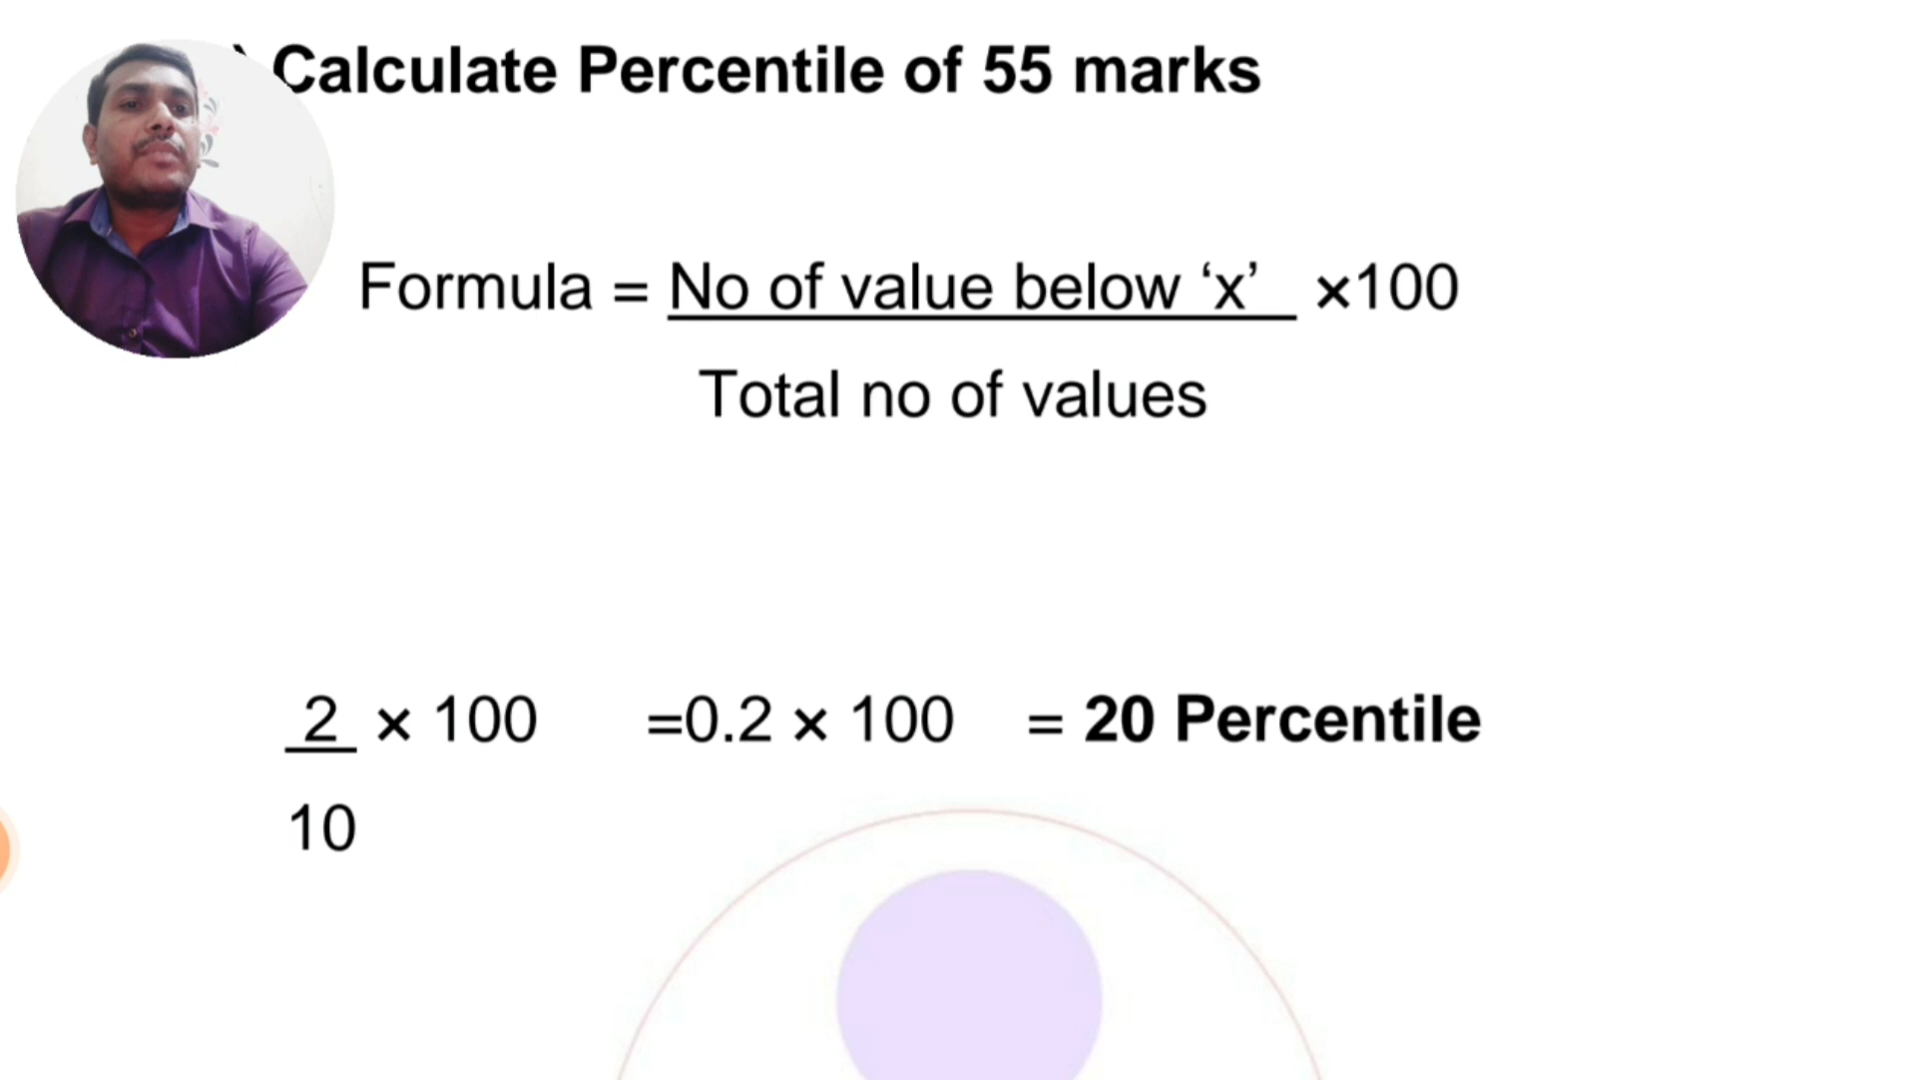 Calculate Percentile of 55 marks
Formula = No of value below ‘x’ ×100
Total no of values
2 × 100 =0.2 × 100 = 20 Percentile
10